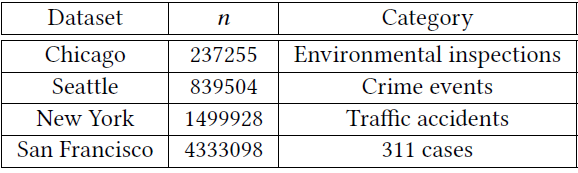 Dataset n Category
Chicago 237255 Environmental inspections
Seattle 839504 Crime events
New York 1499928 Traffic accidents
San Francisco 4333098 311 cases